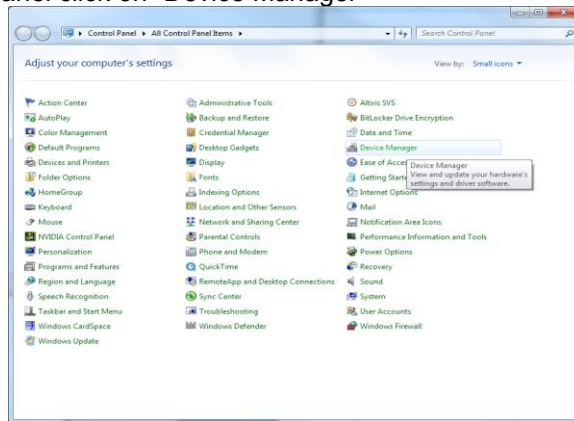 anel click on "Device Manager"
Control Panel ▸ All Control Panel Items ▸
Search Control Panel
Adjust your computer's settings
View by: Small icons
Action Center
Administrative Tools
Altiris SVS
AutoPlay
Backup and Restore
BitLocker Drive Encryption
Color Management
Credential Manager
Date and Time
Default Programs
Desktop Gadgets
Device Manager
Devices and Printers
Display
Ease of Acces
Device Manager
View and update your hardware's
settings and driver software.
Folder Options
Fonts
Getting Starte
HomeGroup
Indexing Options
Internet Options
Keyboard
Location and Other Sensors
Mail
Mouse
Network and Sharing Center
Notification Area Icons
NVIDIA Control Panel
Parental Controls
Performance Information and Tools
Personalization
Phone and Modem
Power Options
Programs and Features
QuickTime
Recovery
Region and Language
RemoteApp and Desktop Connections
Sound
Speech Recognition
Sync Center
System
Taskbar and Start Menu
Troubleshooting
User Accounts
Windows CardSpace
Windows Defender
Windows Firewall
Windows Update